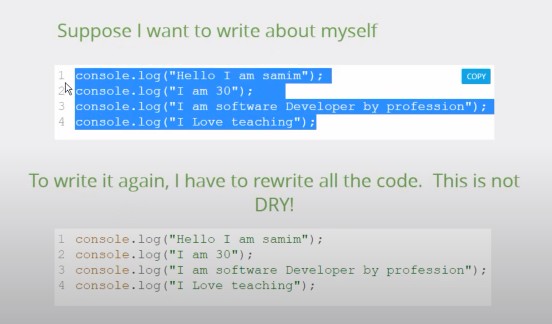 Suppose I want to write about myself
COPY
1 console.log("Hello I am samim");
2 console.log("I am 30");
3 console.log("I am software Developer by profession");
4 console.log("I Love teaching");
To write it again, I have to rewrite all the code. This is not
DRY!
1 console.log("Hello I am samim");
2 console.log("I am 30");
3 console.log("I am software Developer by profession");
4 console.log("I Love teaching");